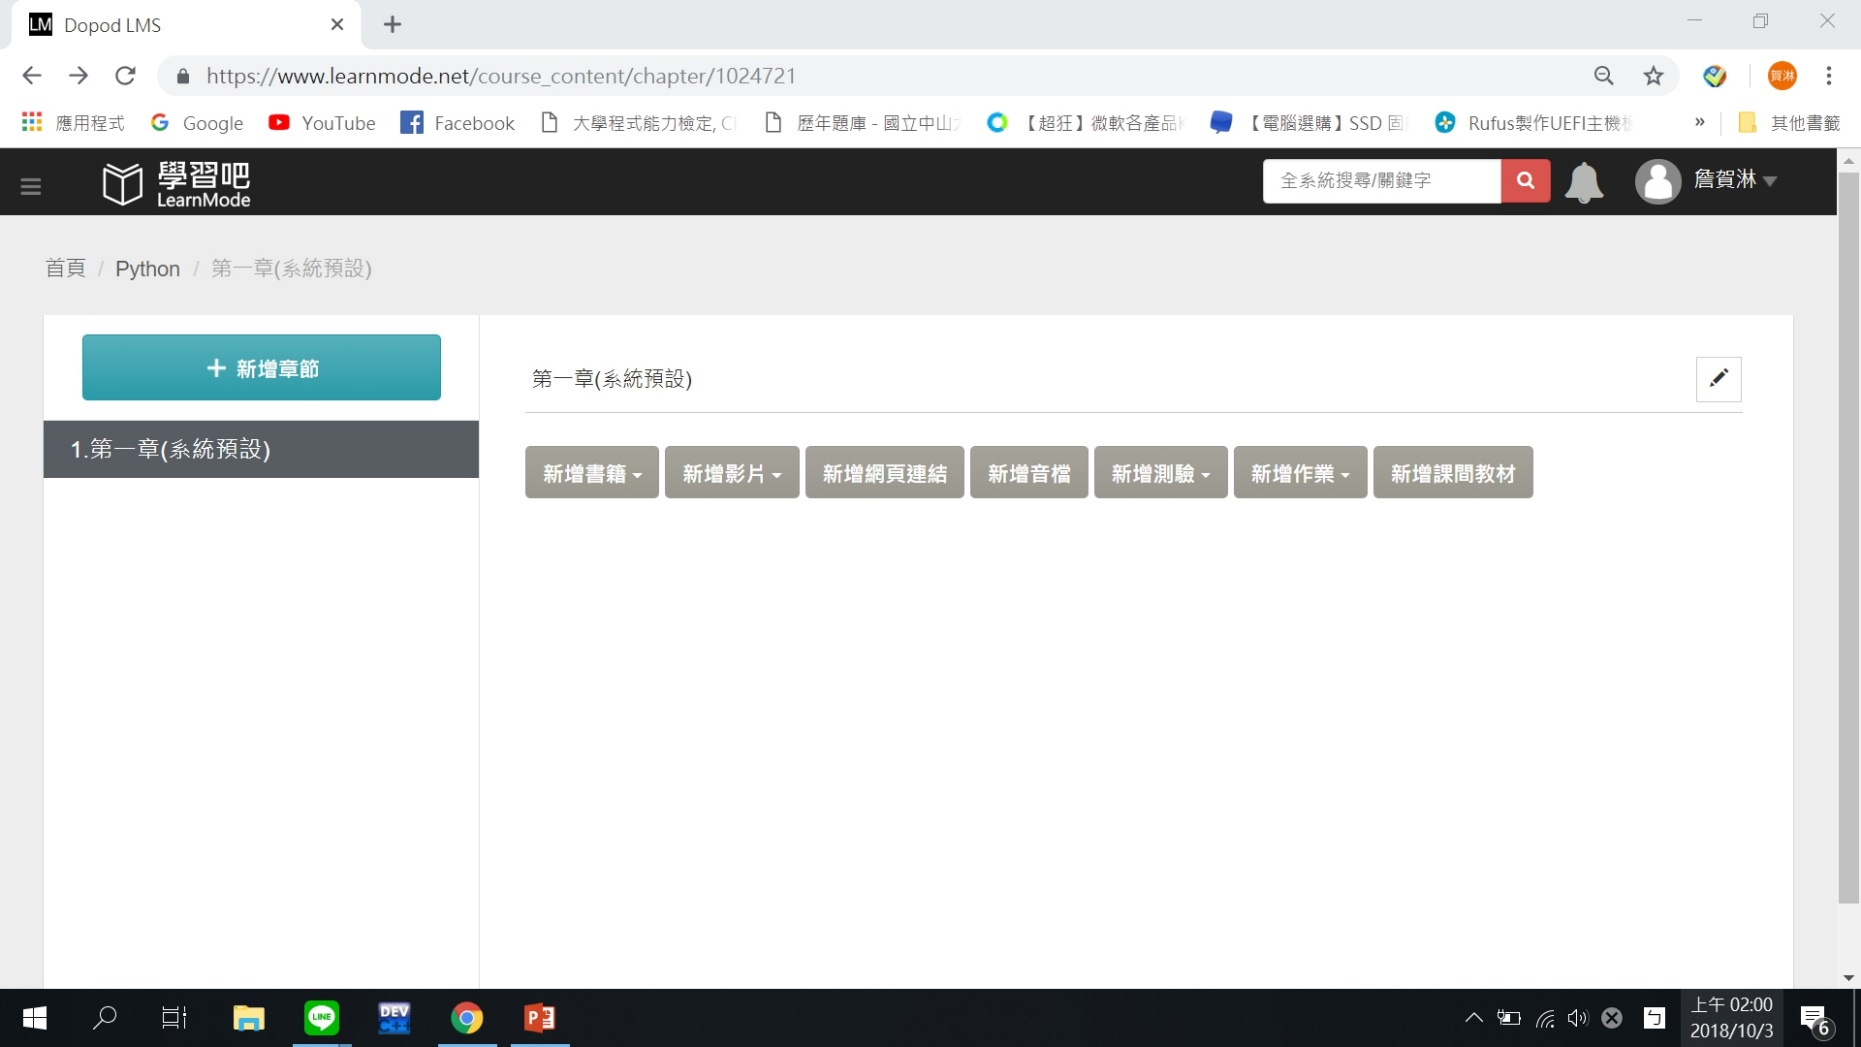 LM Dopod LMS
https://www.learnmode.net/course_content/chapter/1024721
賀淋
應用程式 Google YouTube Facebook 大學程式能力檢定, 歷年題庫 - 國立中山 【超狂】微軟各產品 【電腦選購】SSD 固 Rufus製作UEFI主機 » 其他書籤
學習吧
LearnMode
全系統搜尋/關鍵字
詹賀淋
首頁 / Python / 第一章(系統預設)
+ 新增章節
1.第一章(系統預設)
第一章(系統預設)
新增書籍 新增影片 新增網頁連結 新增音檔 新增測驗 新增作業 新增課間教材
LINE
DEV
C++
P
ㄅ
上午 02:00
2018/10/3
6